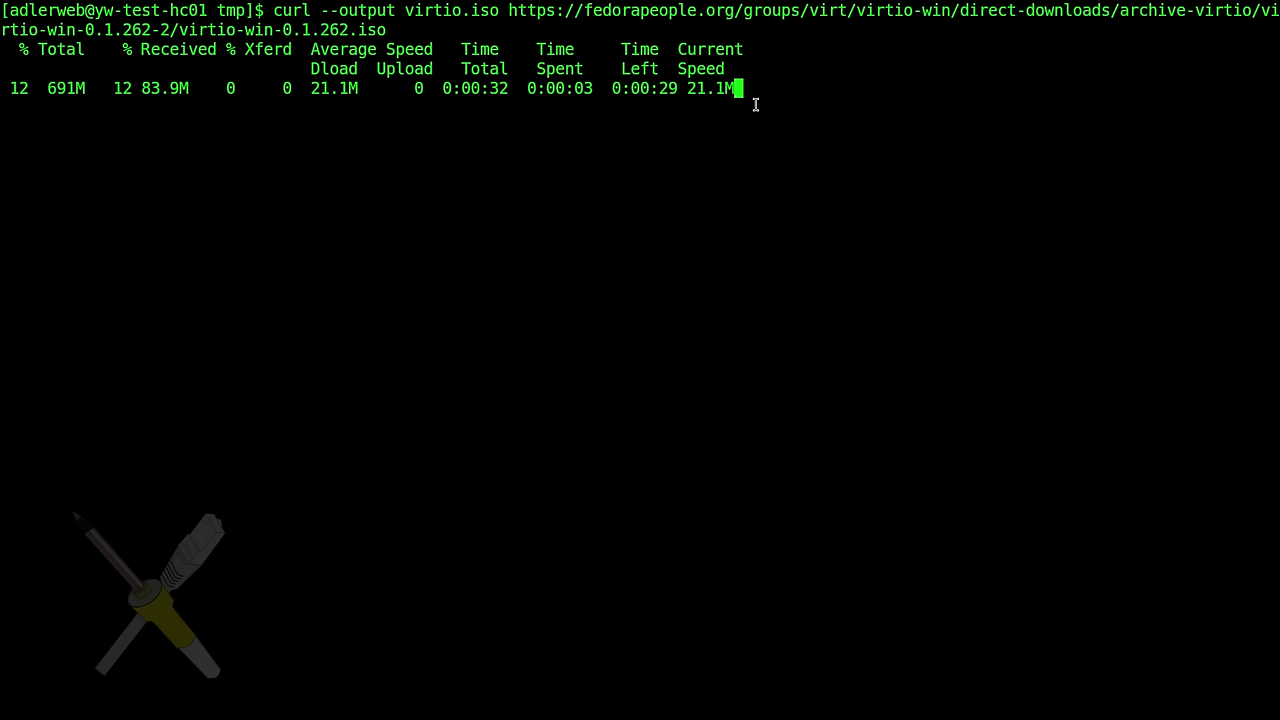 [adlerweb@yw-test-hc01 tmp]$ curl --output virtio.iso https://fedorapeople.org/groups/virt/virtio-win/direct-downloads/archive-virtio/vi
rtio-win-0.1.262-2/virtio-win-0.1.262.iso
  % Total    % Received % Xferd  Average Speed   Time    Time     Time  Current
                                 Dload  Upload   Total   Spent    Left  Speed
 12  691M   12 83.9M    0     0  21.1M      0  0:00:32  0:00:03  0:00:29 21.1M